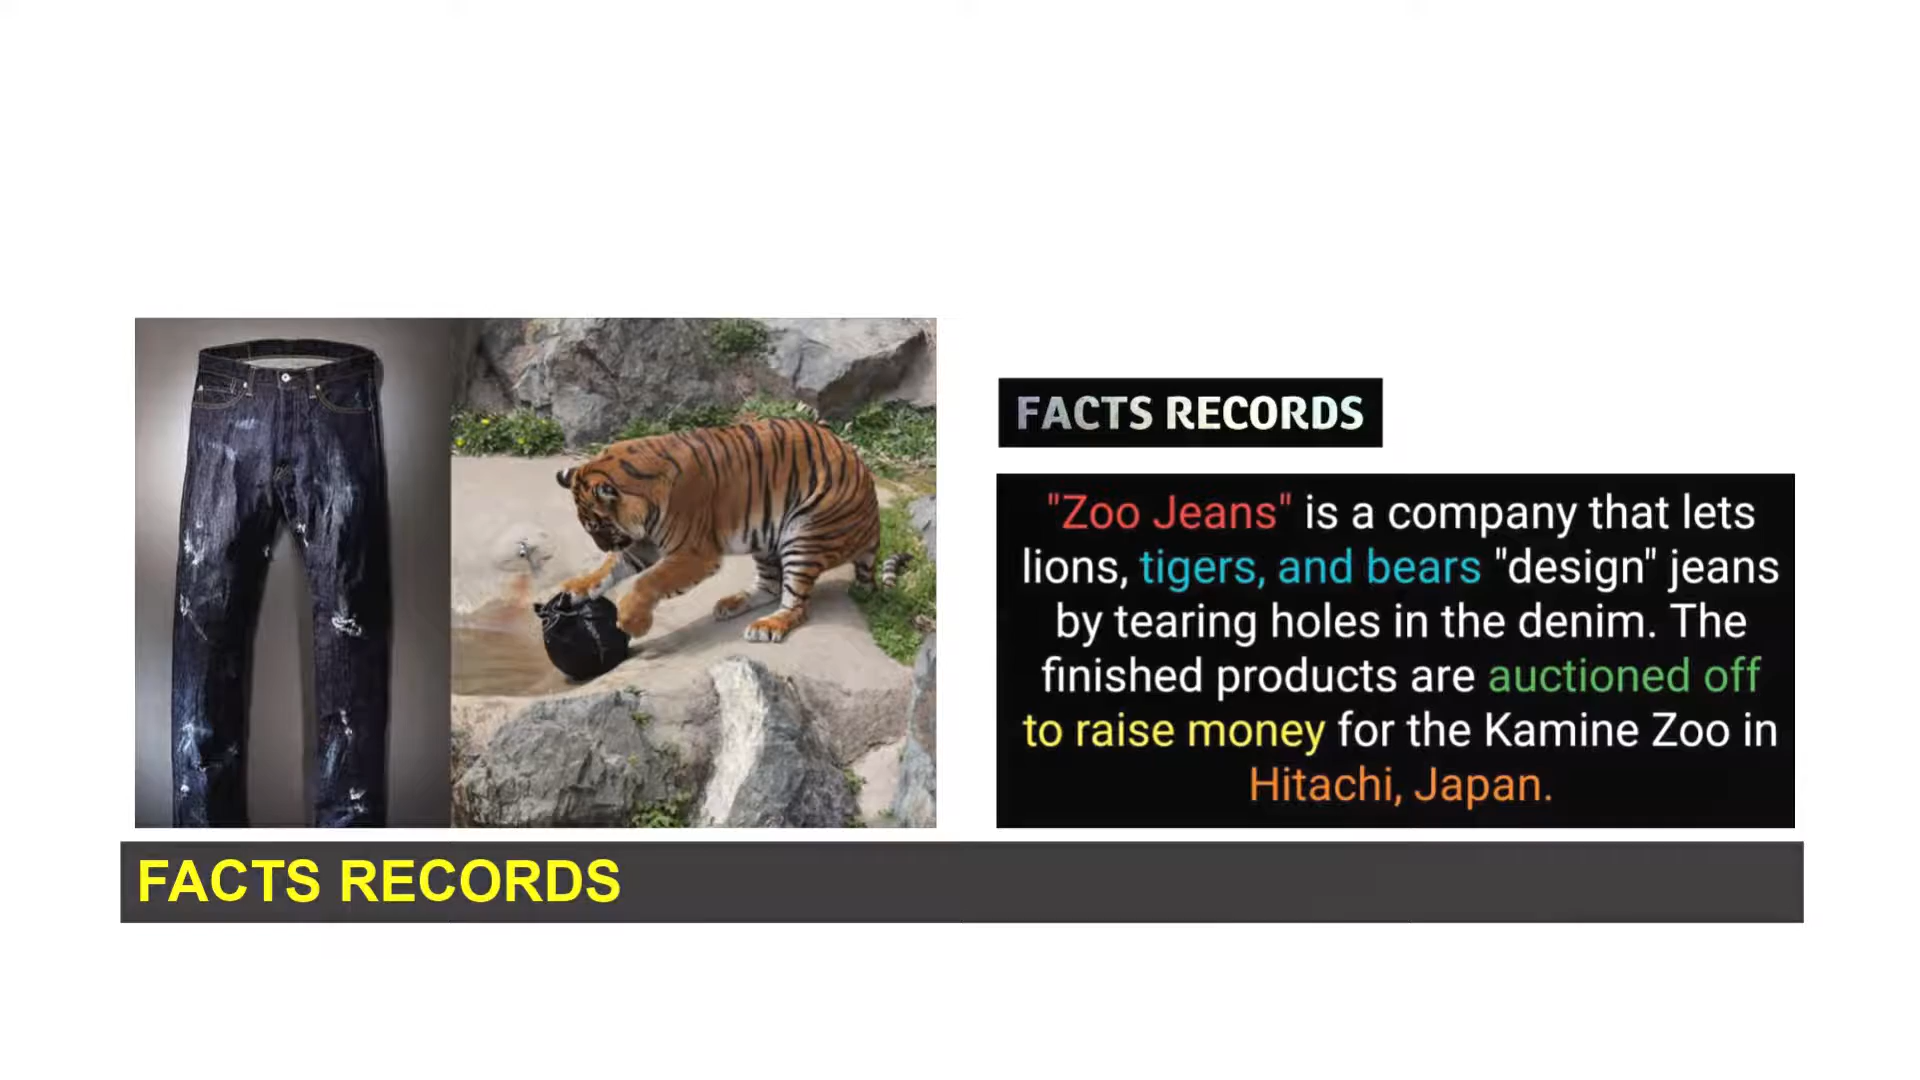 FACTS RECORDS
"Zoo Jeans" is a company that lets
lions, tigers, and bears "design" jeans
by tearing holes in the denim. The
finished products are auctioned off
to raise money for the Kamine Zoo in
Hitachi, Japan.
FACTS RECORDS